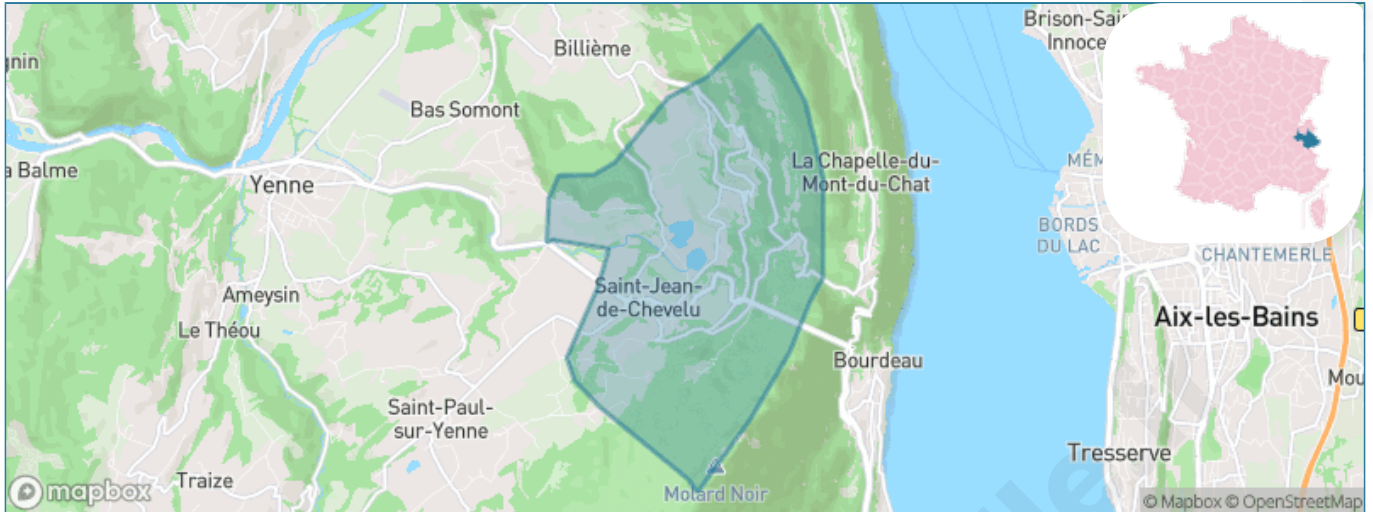 Brison-Sai
Innoce
Billième
gnin
Bas Somont
a Balme
Yenne
La Chapelle-du-
Mont-du-Chat
MÉM
BORDS
DU LAC
CHANTEMERLE
Saint-Jean-
de-Chevelu
Ameysin
Le Théou
Aix-les-Bains
Bourdeau
Mou
Saint-Paul-
sur-Yenne
Tresserve
Traize
Molard Noir
mapbox
© Mapbox © OpenStreetMap